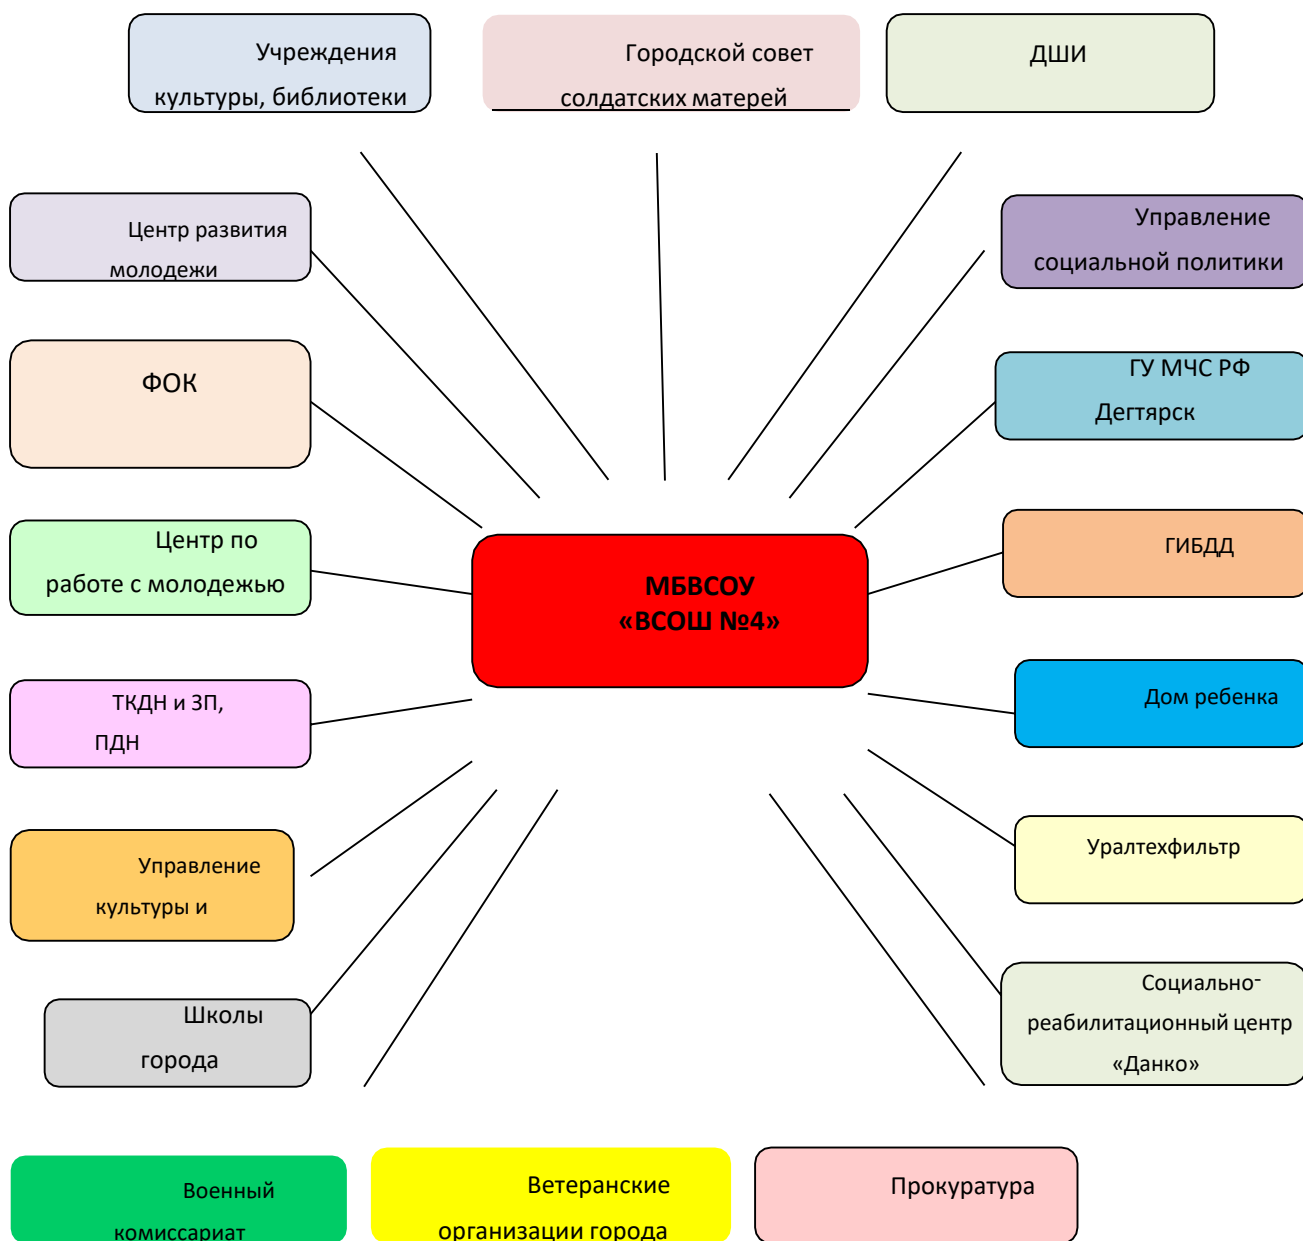 Учреждения
культуры, библиотеки
Городской совет
солдатских матерей
ДШИ
Центр развития
молодежи
Управление
социальной политики
ФОК
ГУ МЧС РФ
Дегтярск
Центр по
работе с молодежью
МБВСОУ
«ВСОШ №4»
ГИБДД
ТКДН и ЗП,
ПДН
Дом ребенка
Управление
культуры и
Уралтехфильтр
Школы
города
Социально-
реабилитационный центр
«Данко»
Военный
комиссариат
Ветеранские
организации города
Прокуратура